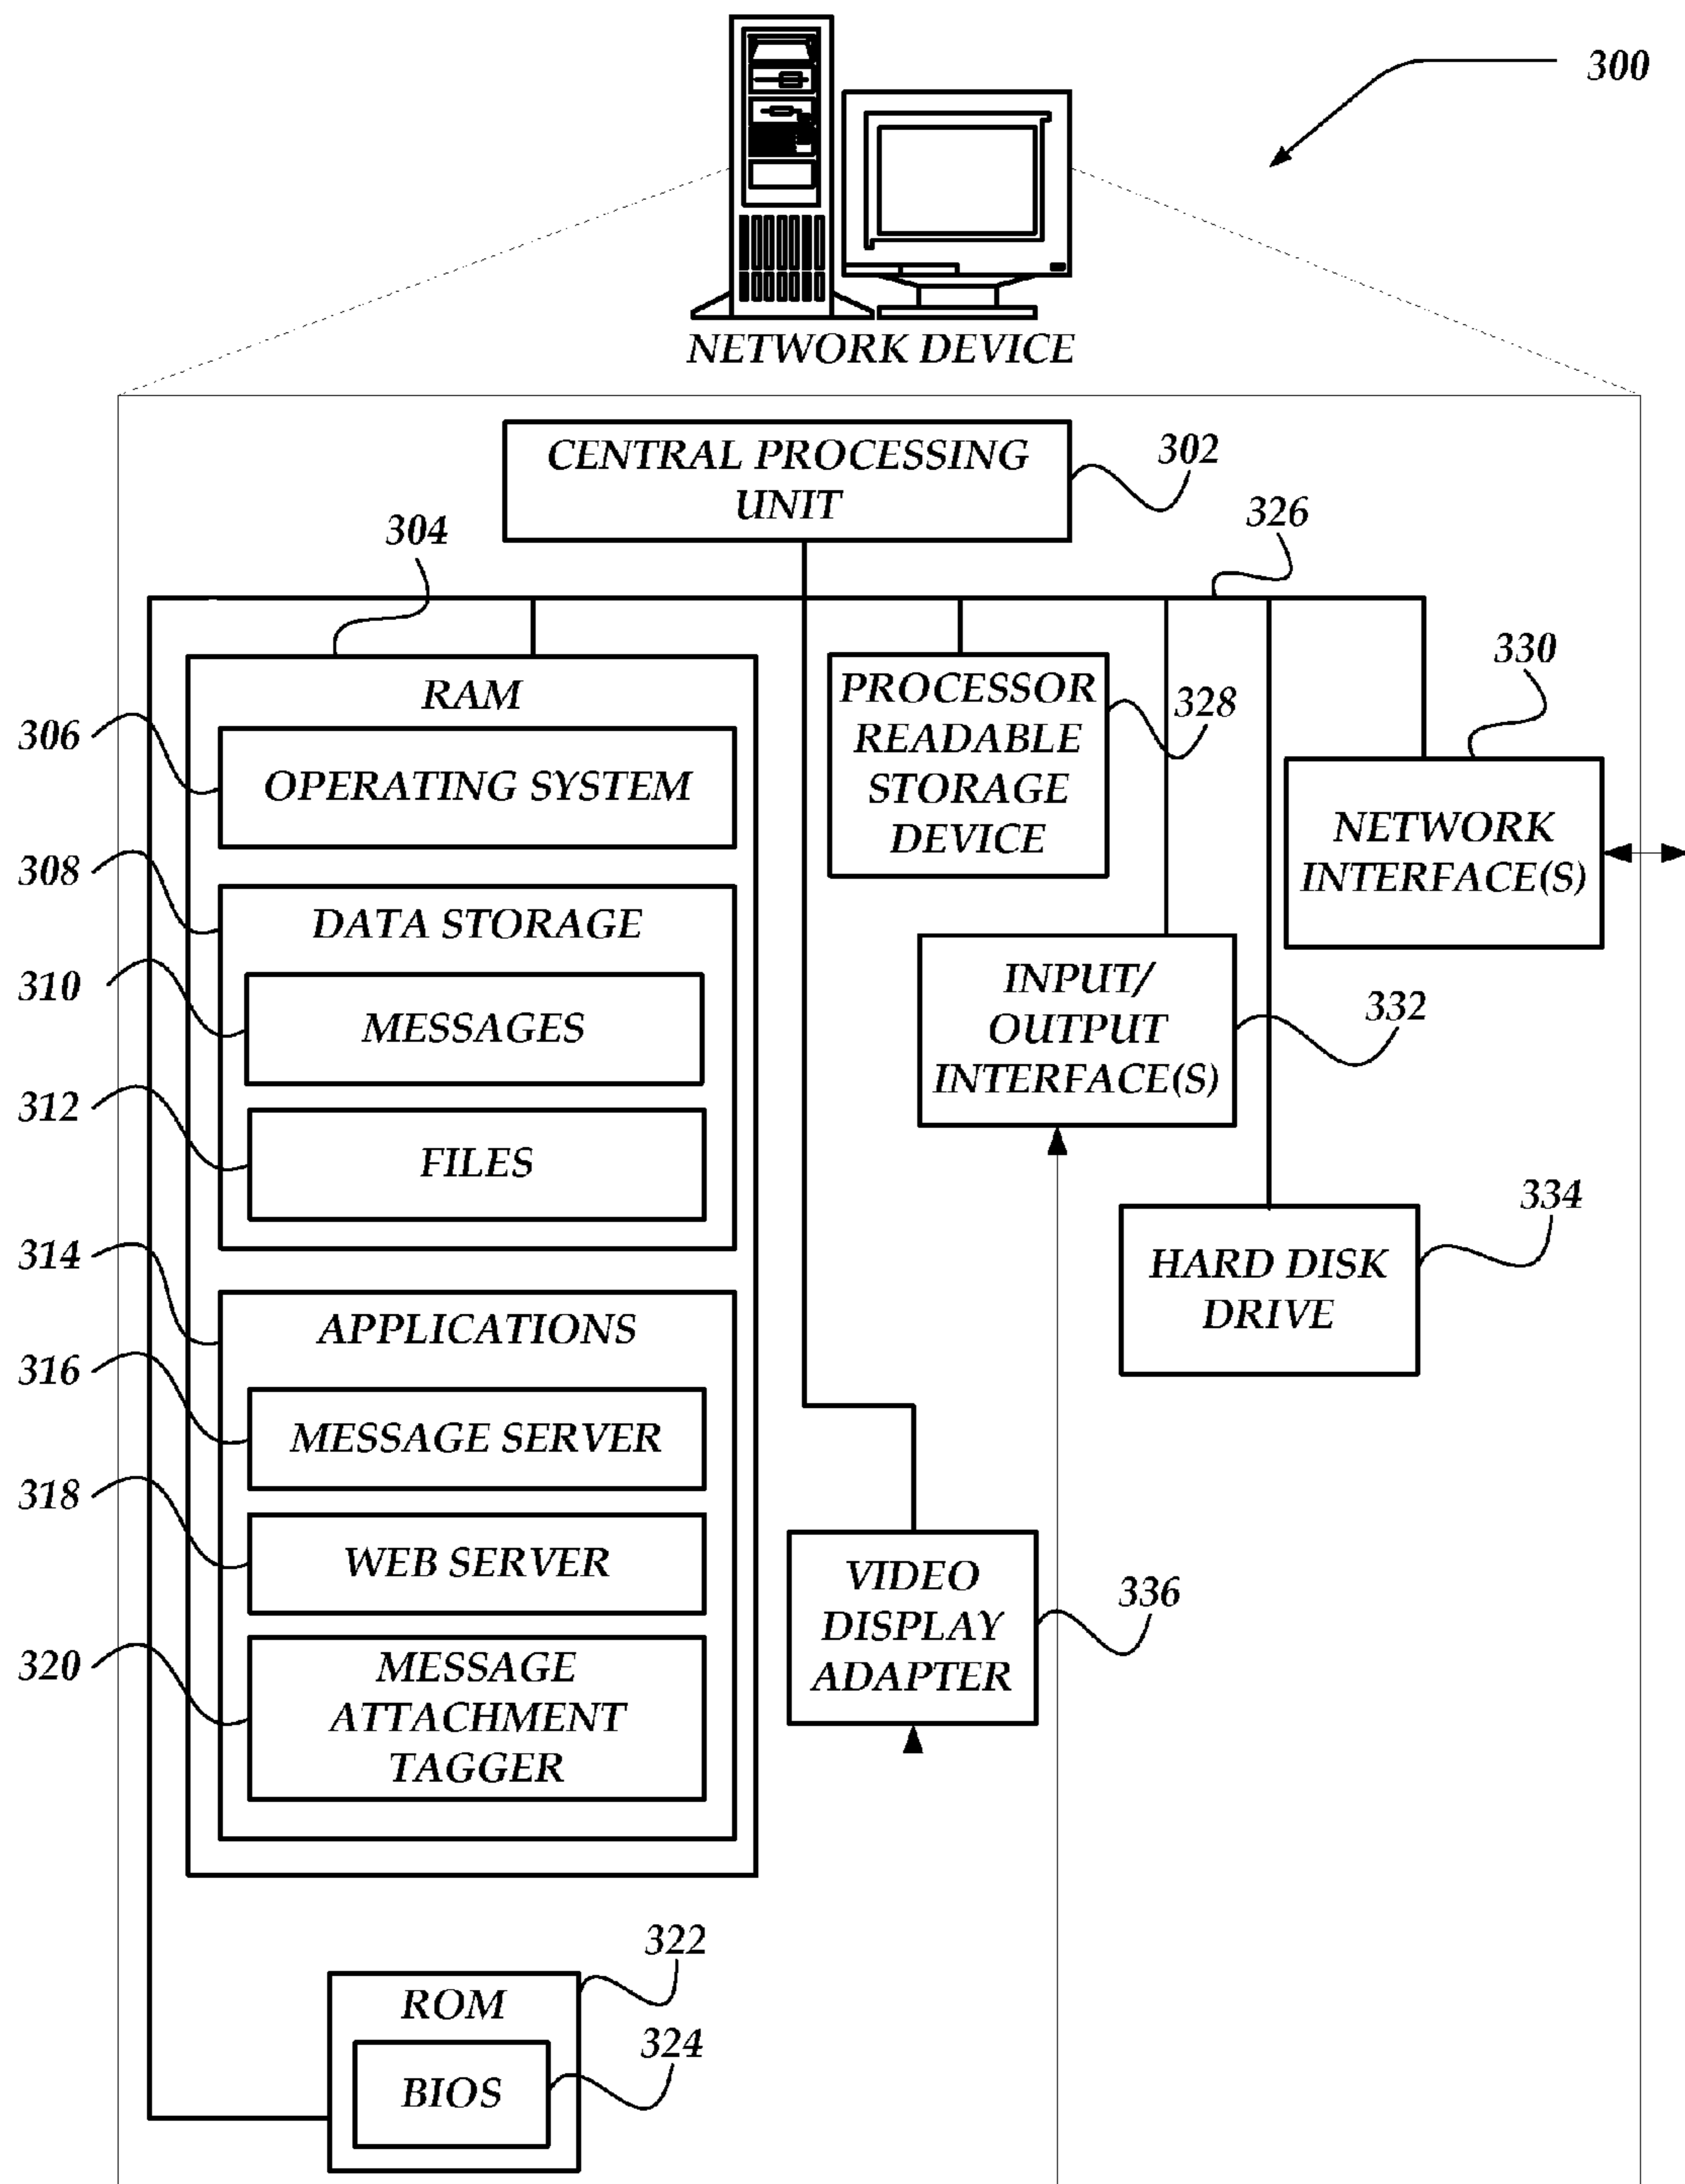 300
NETWORK DEVICE
CENTRAL PROCESSING
UNIT
302
304
326
RAM
306
OPERATING SYSTEM
308
DATA STORAGE
310
MESSAGES
312
FILES
314
APPLICATIONS
316
MESSAGE SERVER
318
WEB SERVER
320
MESSAGE
ATTACHMENT
TAGGER
PROCESSOR
READABLE
STORAGE
DEVICE
328
330
NETWORK
INTERFACE(S)
INPUT/
OUTPUT
INTERFACE(S)
332
334
HARD DISK
DRIVE
VIDEO
DISPLAY
ADAPTER
336
322
ROM
324
BIOS